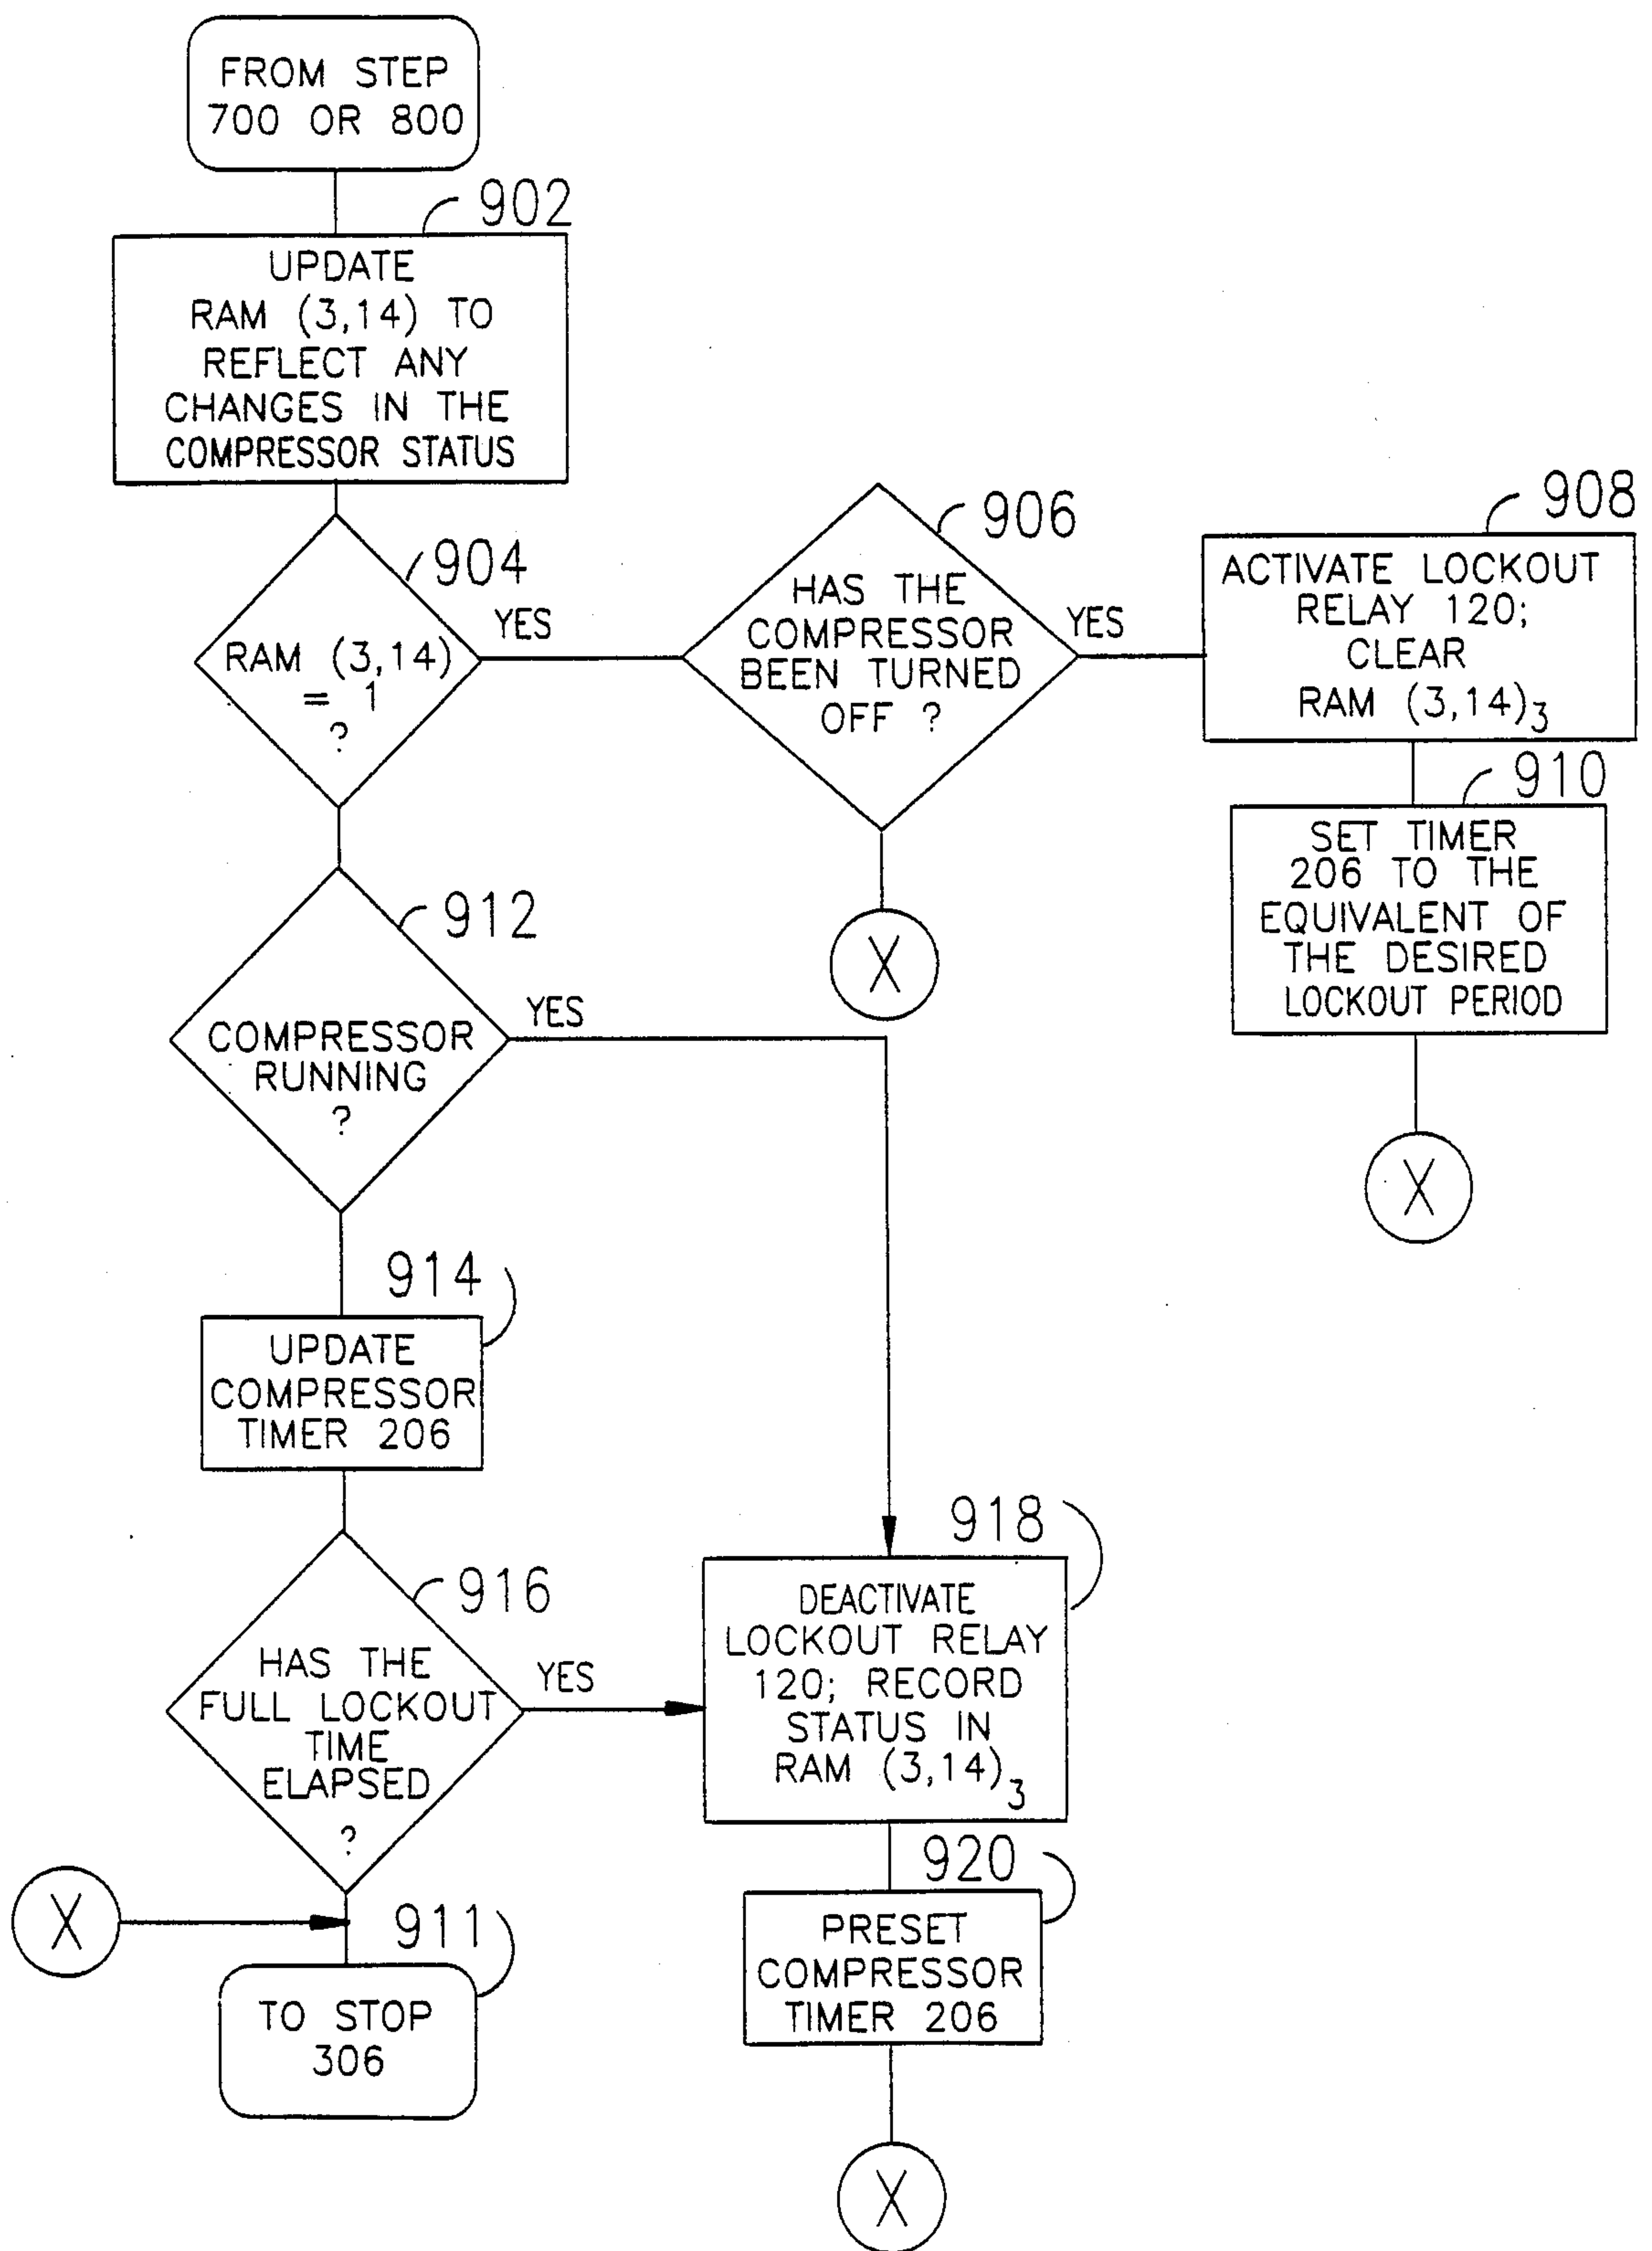 FROM STEP
700 OR 800
902
UPDATE
RAM (3,14) TO
REFLECT ANY
CHANGES IN THE
COMPRESSOR STATUS
904
RAM (3,14)
= 1
?
YES
906
HAS THE
COMPRESSOR
BEEN TURNED
OFF ?
YES
X
908
ACTIVATE LOCKOUT
RELAY 120;
CLEAR
RAM (3,14)3
910
SET TIMER
206 TO THE
EQUIVALENT OF
THE DESIRED
LOCKOUT PERIOD
X
912
COMPRESSOR
RUNNING
?
YES
914
UPDATE
COMPRESSOR
TIMER 206
916
HAS THE
FULL LOCKOUT
TIME
ELAPSED
?
YES
918
DEACTIVATE
LOCKOUT RELAY
120; RECORD
STATUS IN
RAM (3,14)3
920
PRESET
COMPRESSOR
TIMER 206
X
X
911
TO STOP
306